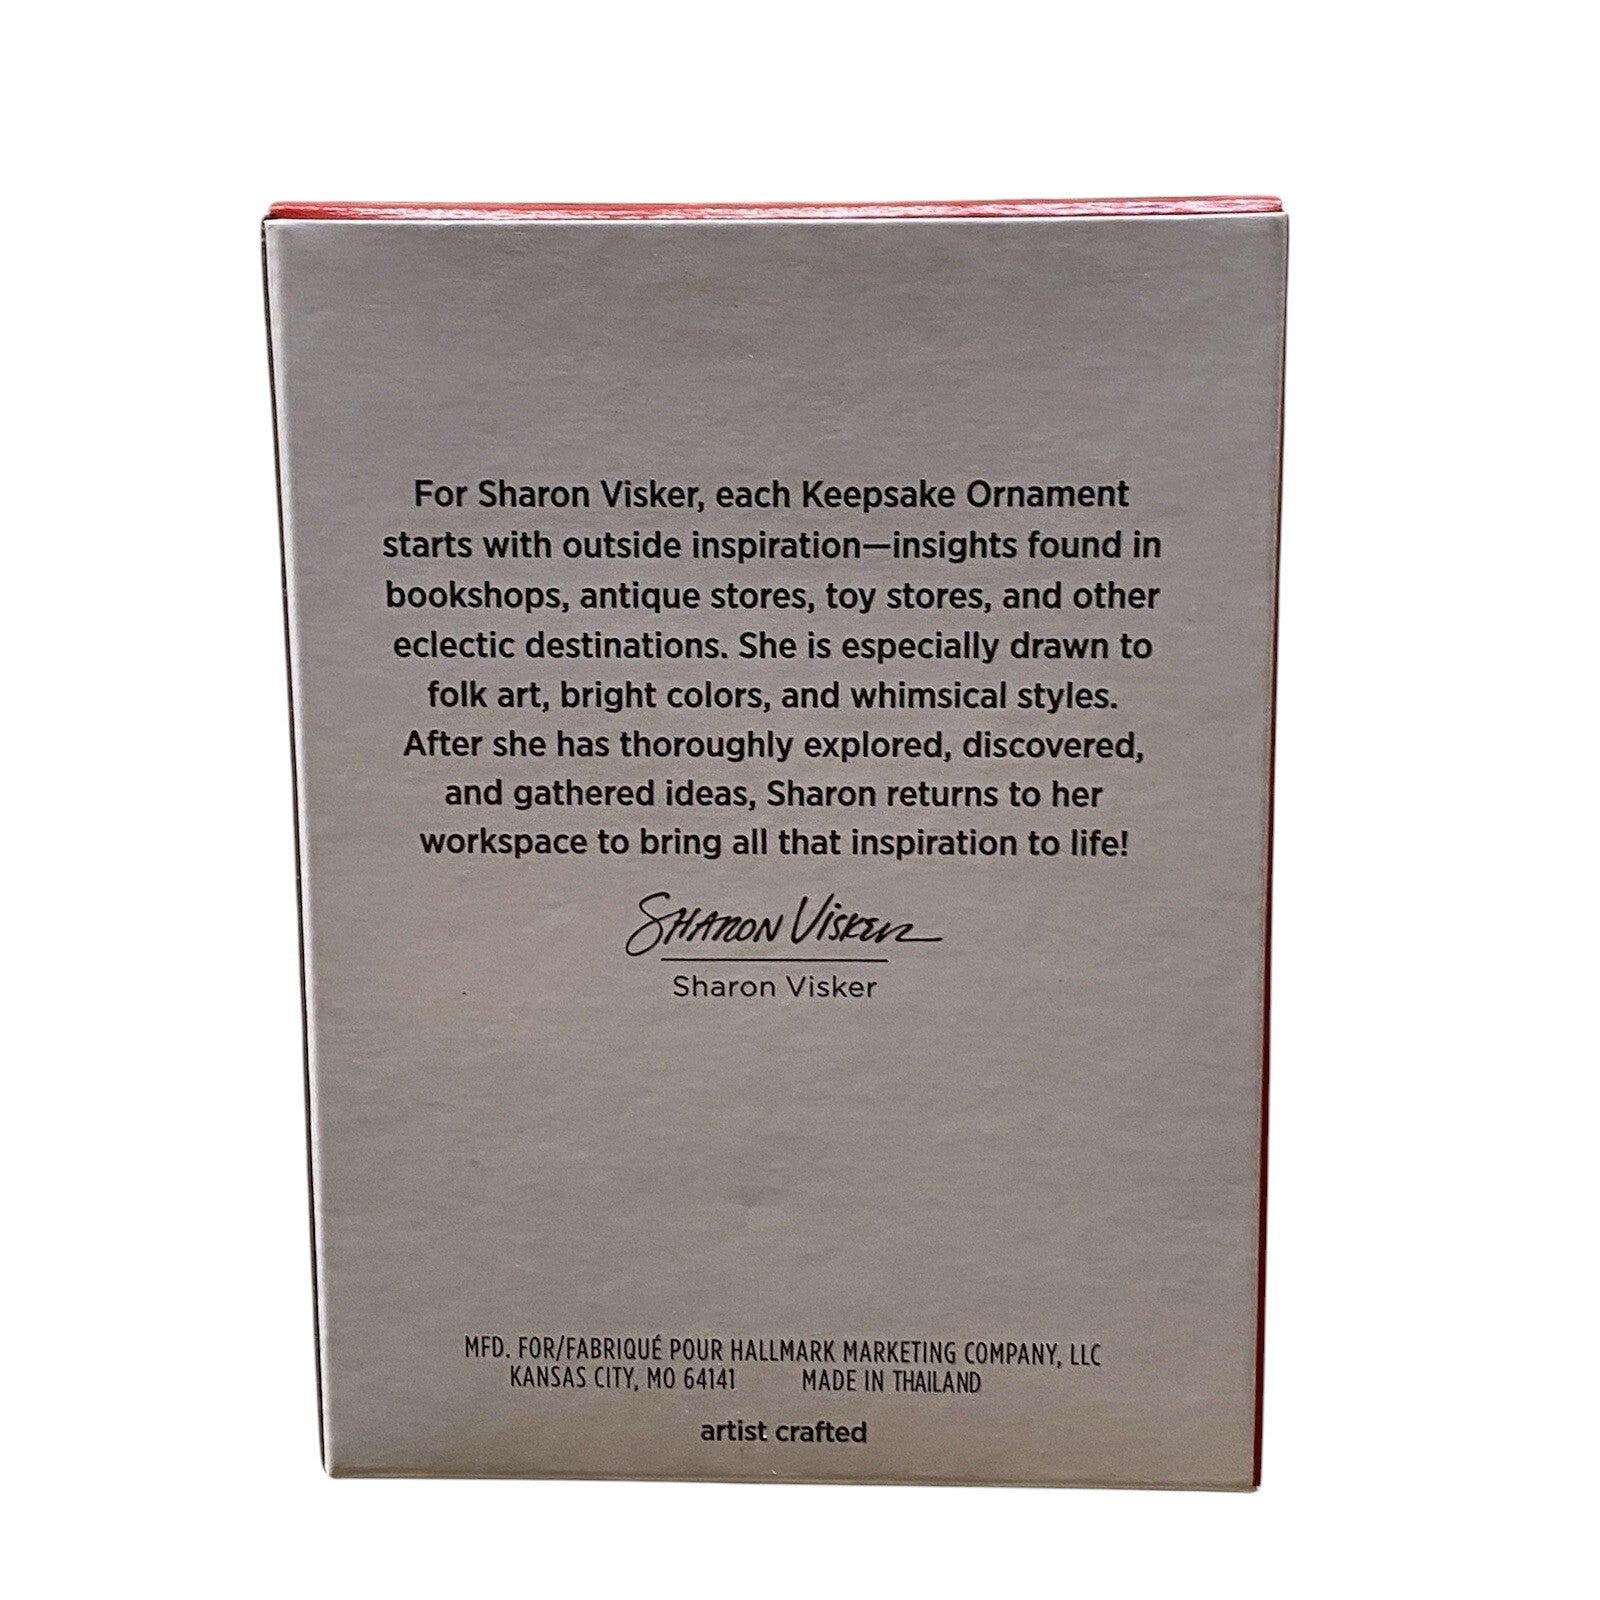 For Sharon Visker, each Keepsake Ornament
starts with outside inspiration—insights found in
bookshops, antique stores, toy stores, and other
eclectic destinations. She is especially drawn to
folk art, bright colors, and whimsical styles.
After she has thoroughly explored, discovered,
and gathered ideas, Sharon returns to her
workspace to bring all that inspiration to life!
SHARON VISKER
Sharon Visker
MFD. FOR/FABRIQUÉ POUR HALLMARK MARKETING COMPANY, LLC
KANSAS CITY, MO 64141 MADE IN THAILAND
artist crafted